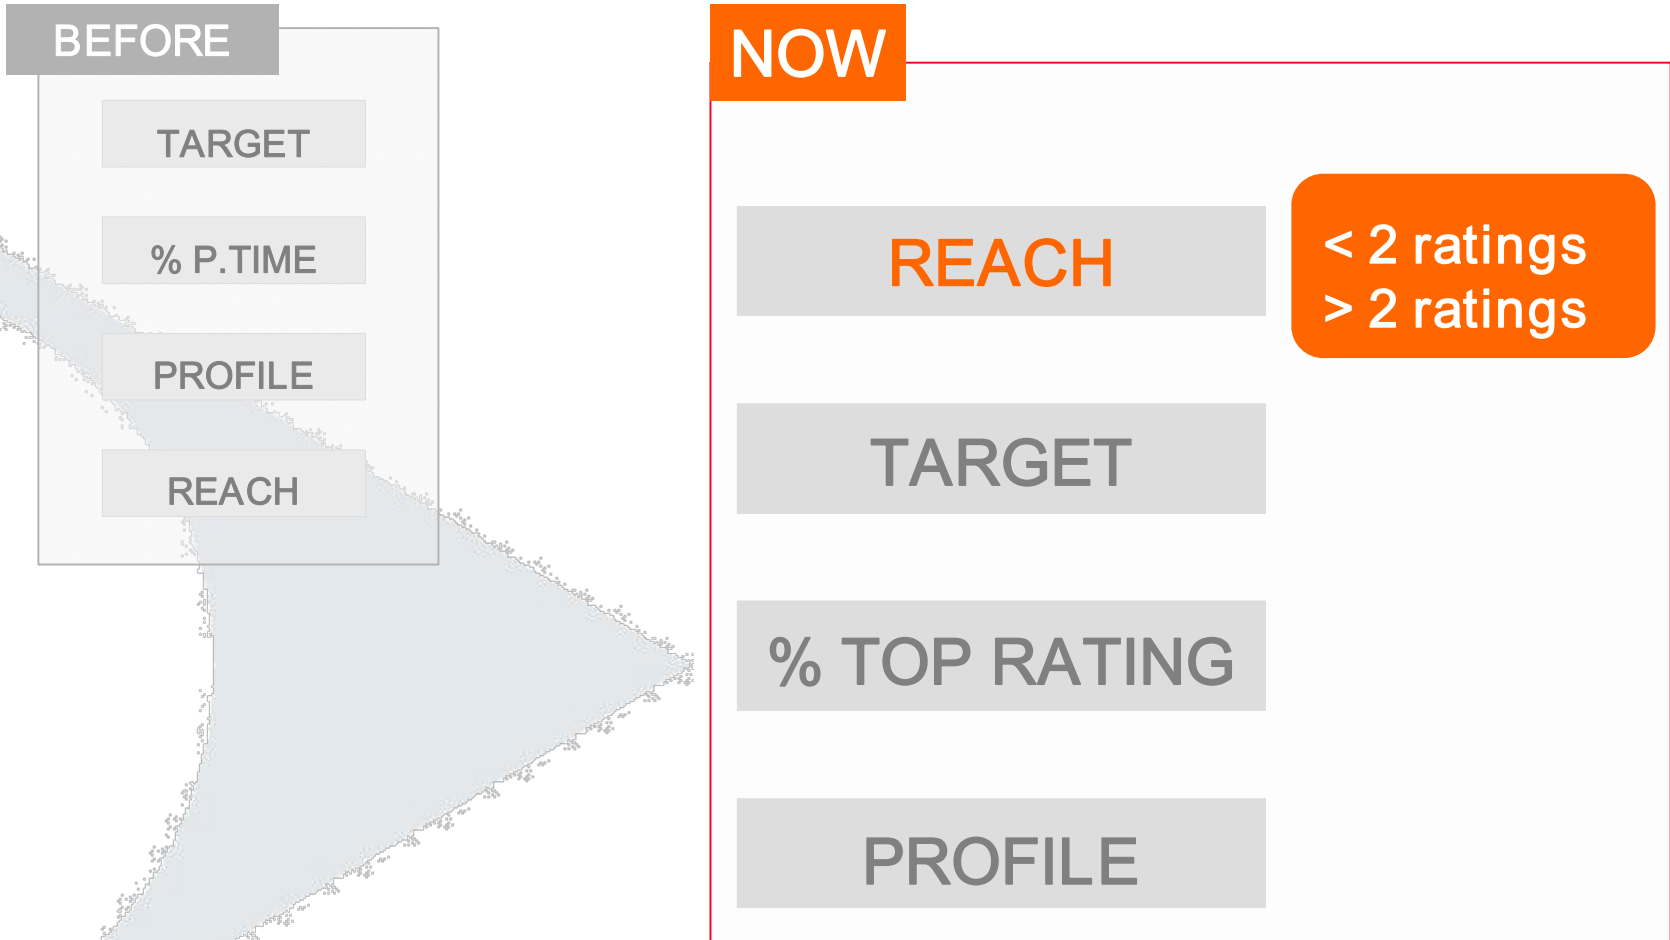 BEFORE
TARGET
% P.TIME
PROFILE
REACH
NOW
REACH
< 2 ratings
> 2 ratings
TARGET
% TOP RATING
PROFILE